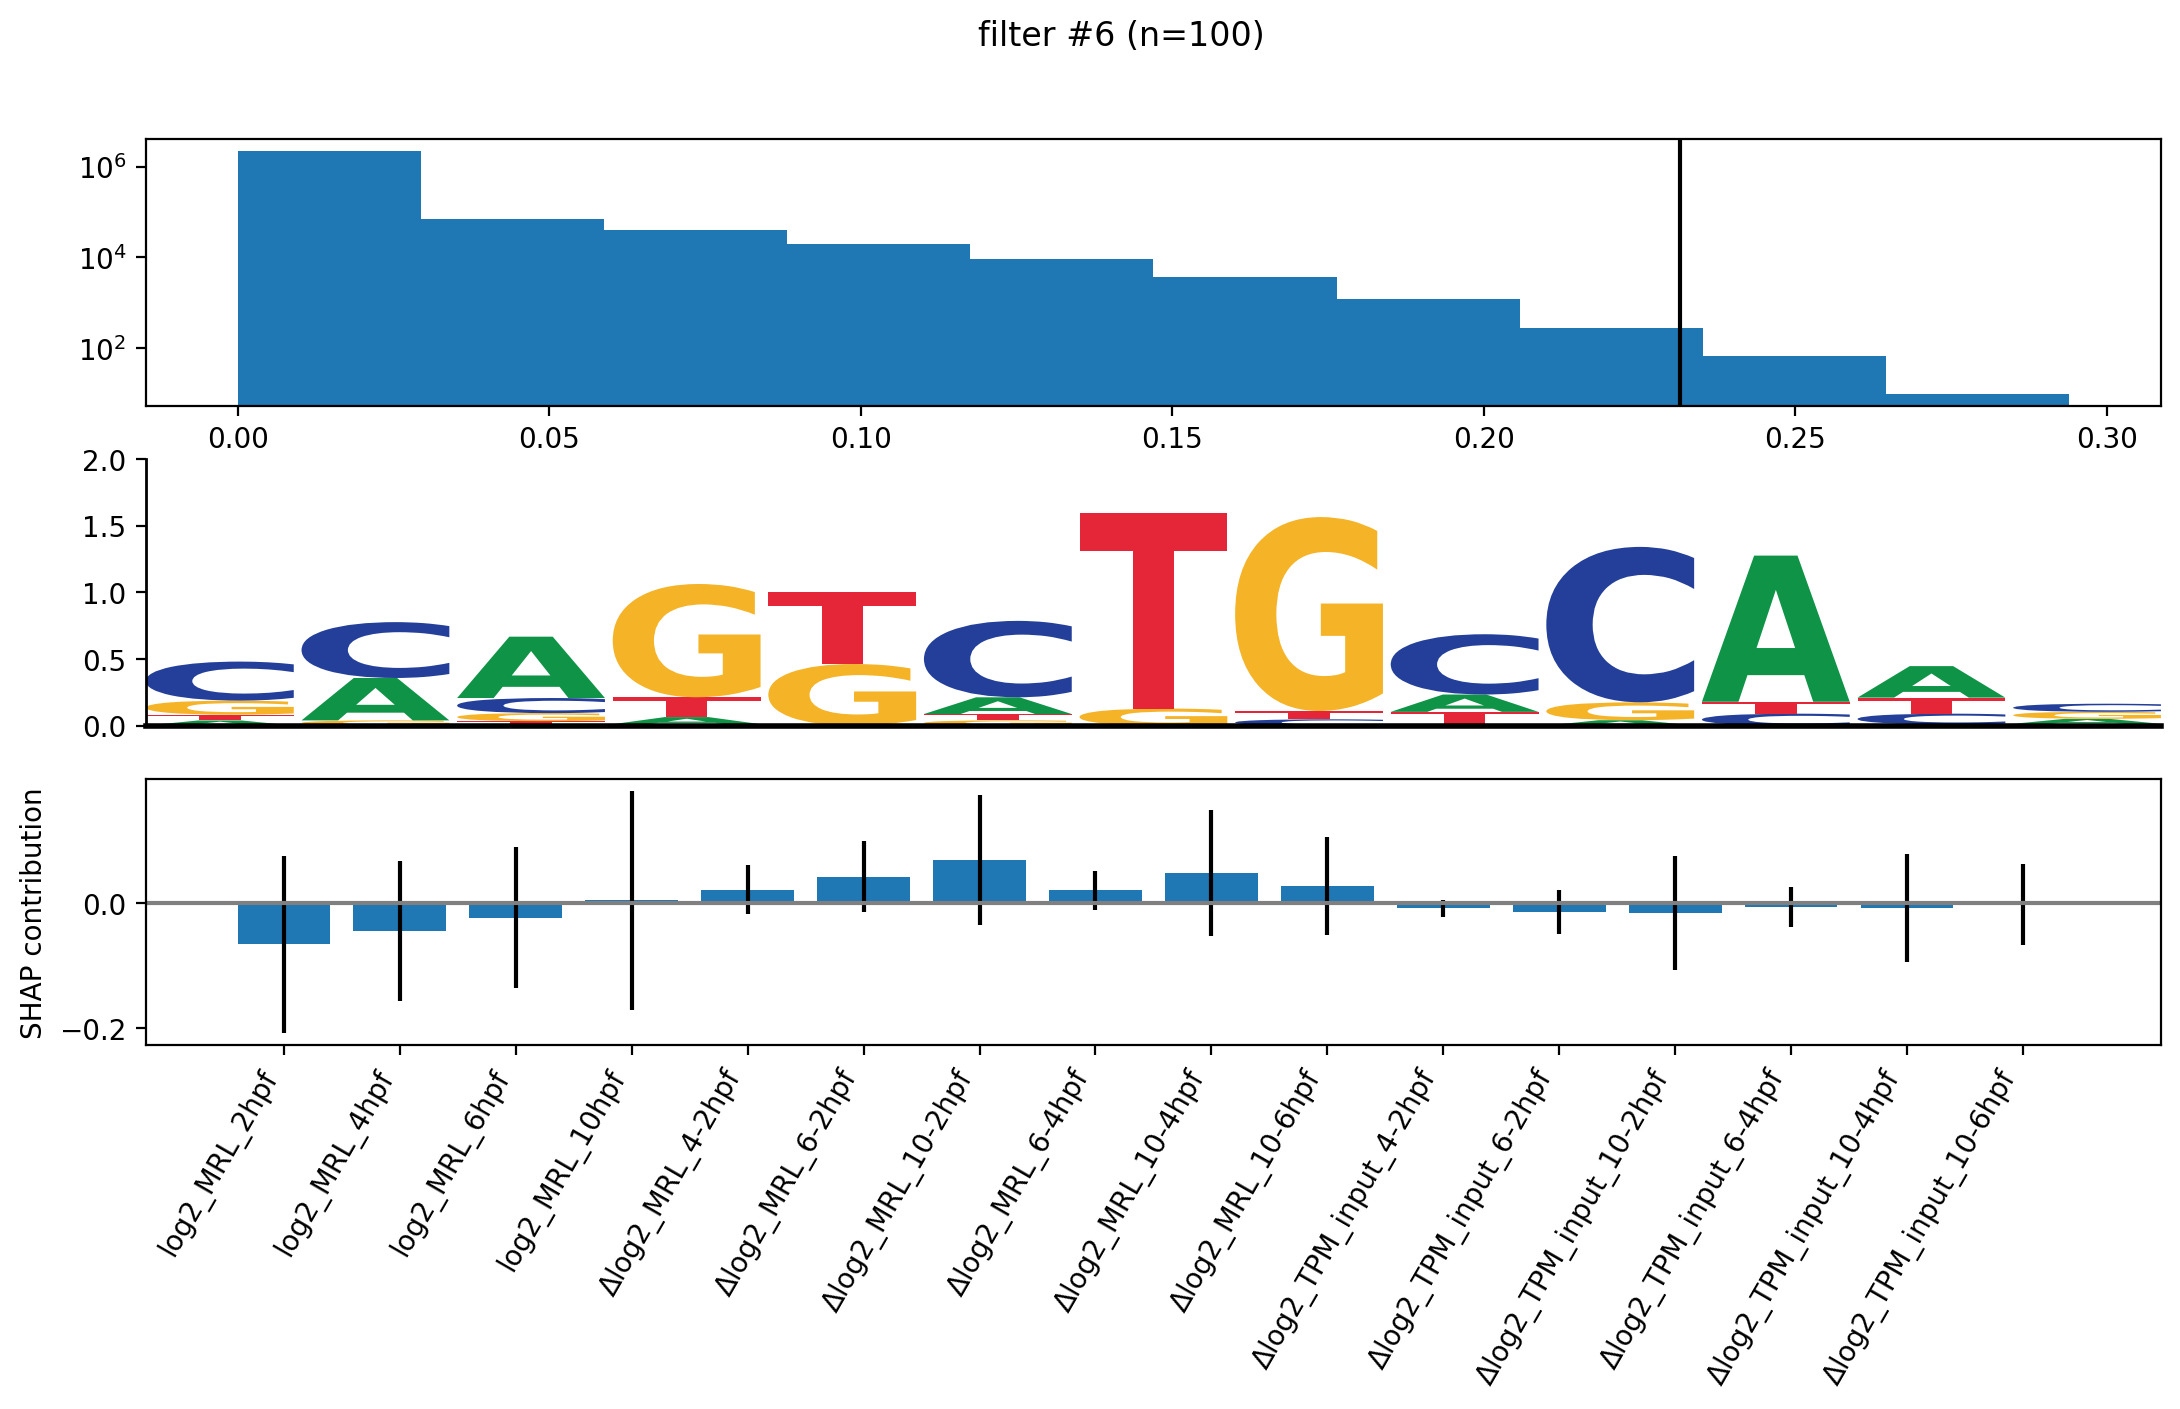 filter #6 (n=100)
10^6
10^4
10^2
0.00 0.05 0.10 0.15 0.20 0.25 0.30
2.0
1.5
1.0
0.5
0.0
C C A G T C T G C C A A C
G A C T G A G T A G T T G
T G G A T C T A C C A
A T G
SHAP contribution
0.0
−0.2
log2_MRL_2hpf
log2_MRL_4hpf
log2_MRL_6hpf
log2_MRL_10hpf
Δlog2_MRL_4-2hpf
Δlog2_MRL_6-2hpf
Δlog2_MRL_10-2hpf
Δlog2_MRL_6-4hpf
Δlog2_MRL_10-4hpf
Δlog2_MRL_10-6hpf
Δlog2_TPM_input_4-2hpf
Δlog2_TPM_input_6-2hpf
Δlog2_TPM_input_10-2hpf
Δlog2_TPM_input_6-4hpf
Δlog2_TPM_input_10-4hpf
Δlog2_TPM_input_10-6hpf